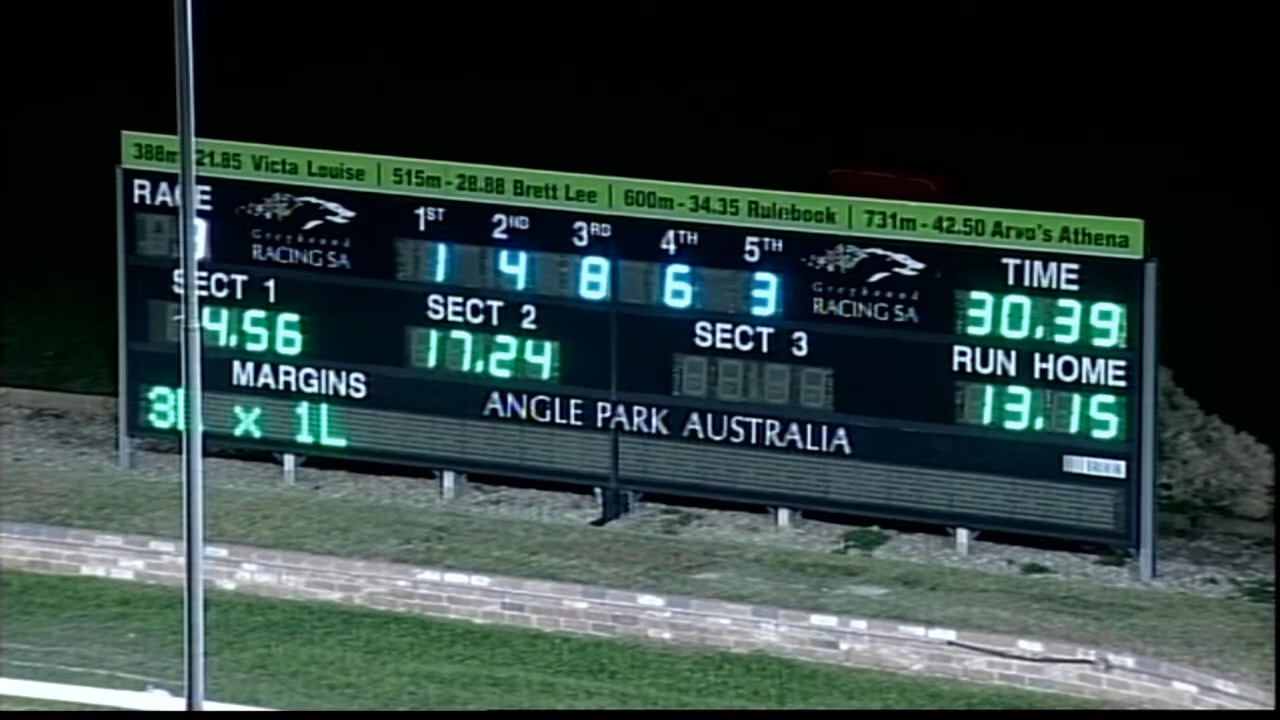 388m 21.85 Victa Louise | 515m - 28.88 Brett Lee | 600m - 34.35 Rulebook | 731m - 42.50 Arvo's Athena
RACE 1ST 2ND 3RD 4TH 5TH TIME
Greyhound RACING SA 1 4 8 6 3 Greyhound RACING SA 30.39
SECT 1 SECT 2 SECT 3 RUN HOME
14.56 17.24 13.15
MARGINS ANGLE PARK AUSTRALIA
3L x 1L